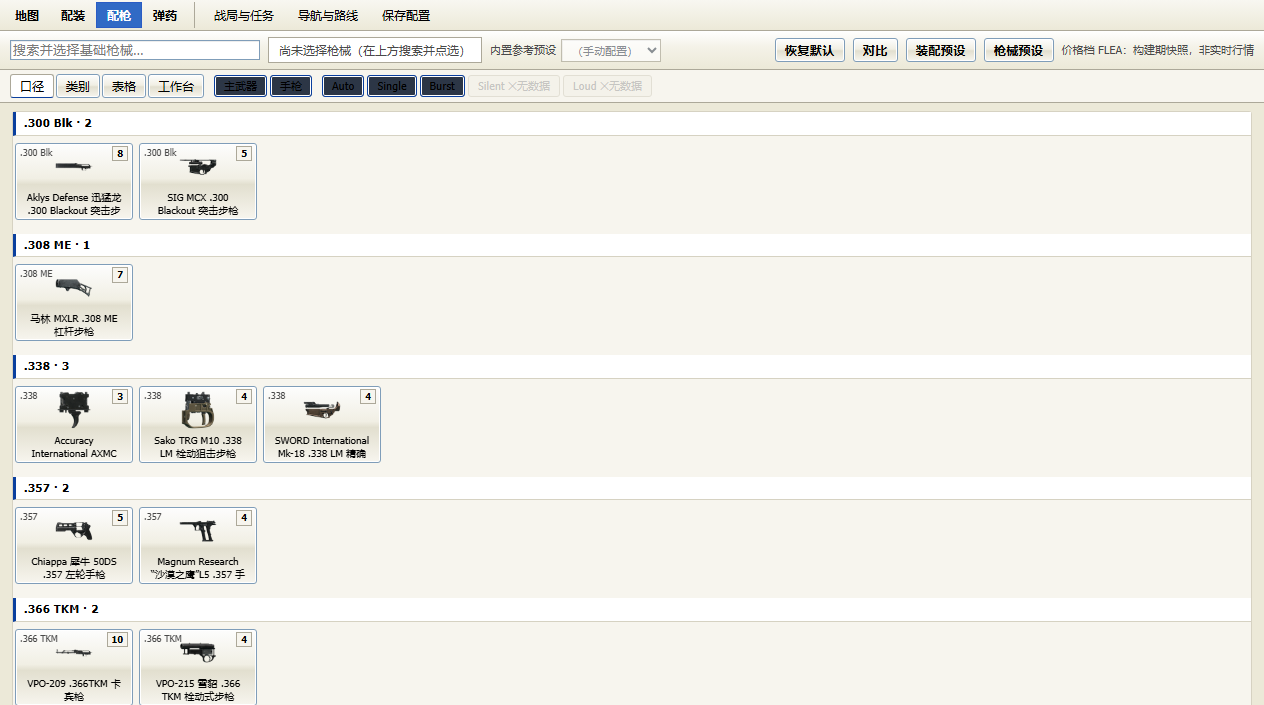 地图 配装 配枪 弹药 战局与任务 导航与路线 保存配置
搜索并选择基础枪械... 尚未选择枪械（在上方搜索并点选） 内置参考预设 （手动配置） 恢复默认 对比 装配预设 枪械预设 价格档 FLEA：构建期快照，非实时行情
口径 类别 表格 工作台 主武器 手枪 Auto Single Burst Silent ×无数据 Loud ×无数据
.300 Blk · 2
.300 Blk 8
Aklys Defense 迅猛龙
.300 Blackout 突击步
.300 Blk 5
SIG MCX .300
Blackout 突击步枪
.308 ME · 1
.308 ME 7
马林 MXLR .308 ME
杠杆步枪
.338 · 3
.338 3
Accuracy
International AXMC
.338 4
Sako TRG M10 .338
LM 栓动狙击步枪
.338 4
SWORD International
Mk-18 .338 LM 精确
.357 · 2
.357 5
Chiappa 犀牛 50DS
.357 左轮手枪
.357 4
Magnum Research
“沙漠之鹰”L5 .357 手
.366 TKM · 2
.366 TKM 10
VPO-209 .366TKM 卡
宾枪
.366 TKM 4
VPO-215 雪貂 .366
TKM 栓动式步枪